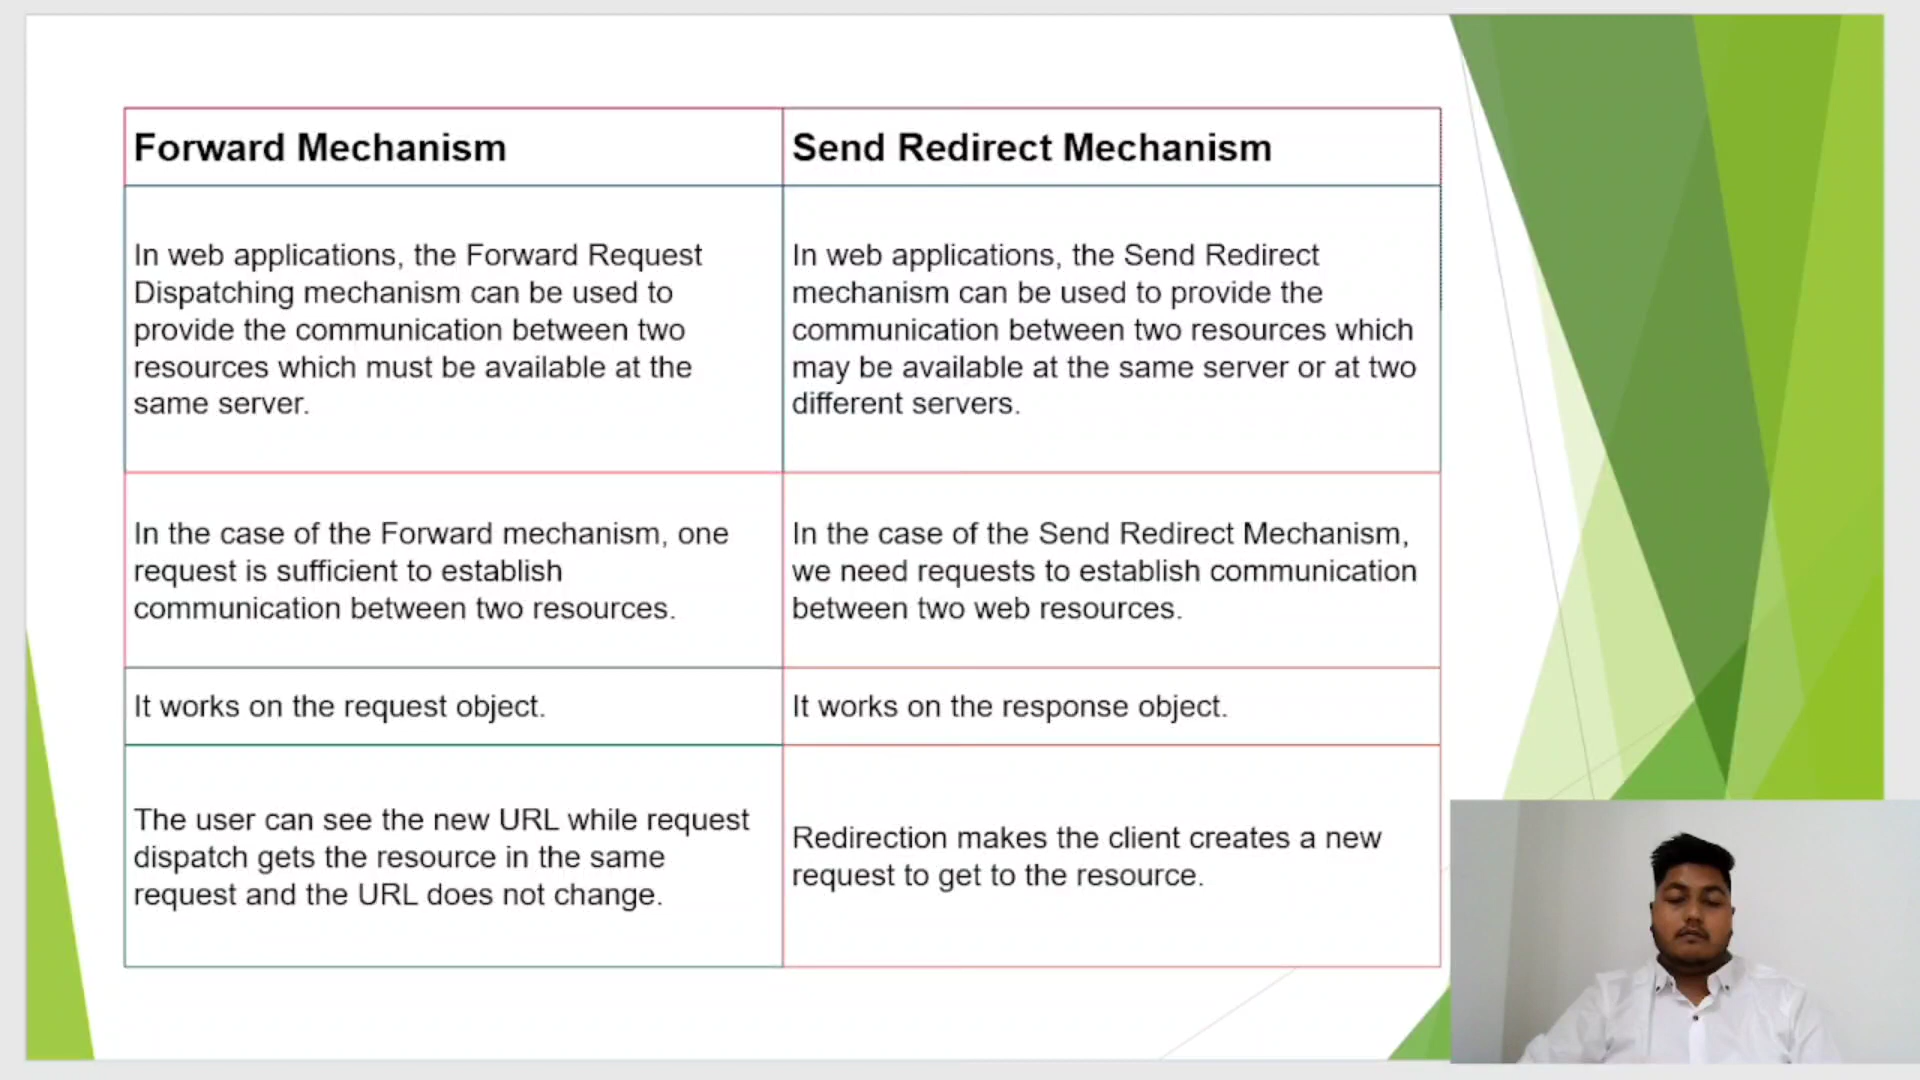 Forward Mechanism
Send Redirect Mechanism
In web applications, the Forward Request
Dispatching mechanism can be used to
provide the communication between two
resources which must be available at the
same server.
In web applications, the Send Redirect
mechanism can be used to provide the
communication between two resources which
may be available at the same server or at two
different servers.
In the case of the Forward mechanism, one
request is sufficient to establish
communication between two resources.
In the case of the Send Redirect Mechanism,
we need requests to establish communication
between two web resources.
It works on the request object.
It works on the response object.
The user can see the new URL while request
dispatch gets the resource in the same
request and the URL does not change.
Redirection makes the client creates a new
request to get to the resource.